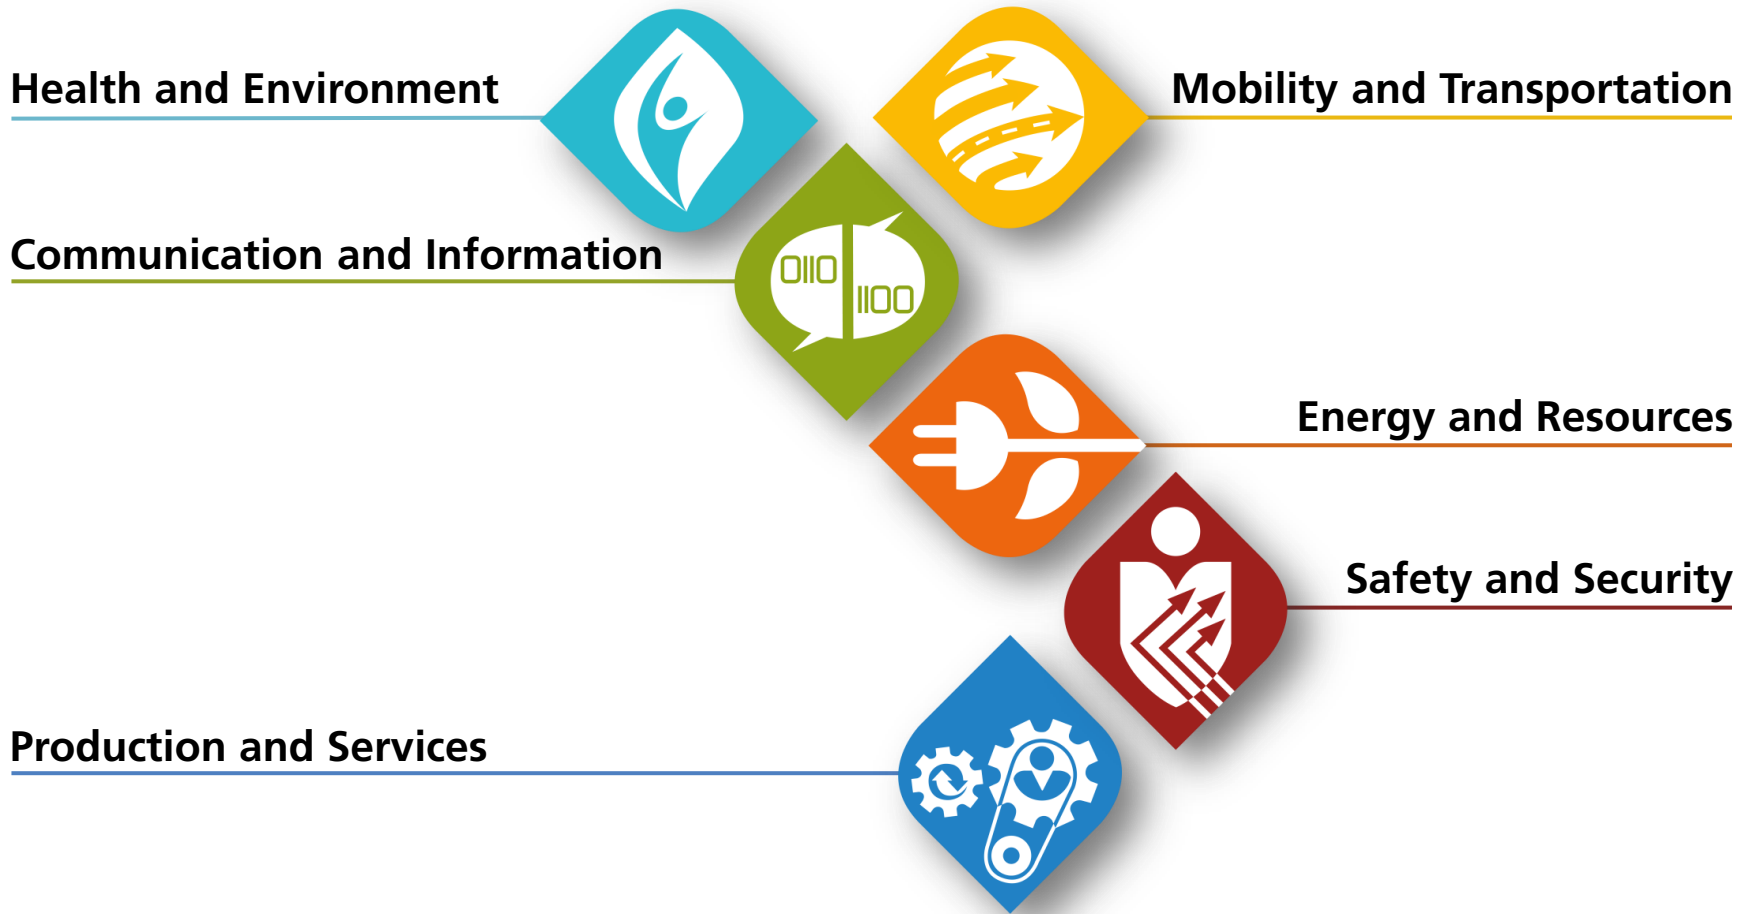 Health and Environment
Mobility and Transportation
Communication and Information
0110
1100
Energy and Resources
Safety and Security
Production and Services